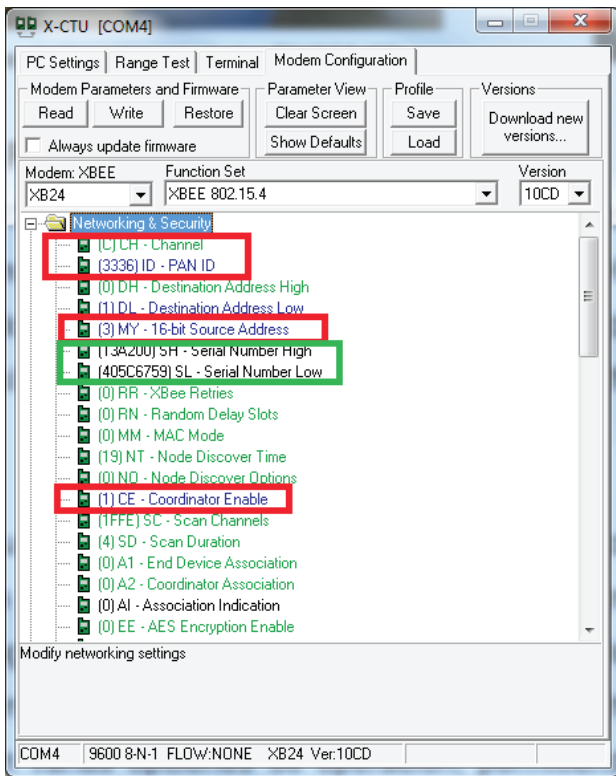 X-CTU [COM4]
PC Settings Range Test Terminal Modem Configuration
Modem Parameters and Firmware Parameter View Profile Versions
Read Write Restore Clear Screen Save Download new versions...
Always update firmware Show Defaults Load
Modem: XBEE Function Set Version
XB24 XBEE 802.15.4 10CD
Networking & Security
(C) CH - Channel
(3336) ID - PAN ID
(0) DH - Destination Address High
(1) DL - Destination Address Low
(3) MY - 16-bit Source Address
(13A200) SH - Serial Number High
(405C6759) SL - Serial Number Low
(0) RR - XBee Retries
(0) RN - Random Delay Slots
(0) MM - MAC Mode
(19) NT - Node Discover Time
(0) NO - Node Discover Options
(1) CE - Coordinator Enable
(1FFE) SC - Scan Channels
(4) SD - Scan Duration
(0) A1 - End Device Association
(0) A2 - Coordinator Association
(0) AI - Association Indication
(0) EE - AES Encryption Enable
Modify networking settings
COM4 9600 8-N-1 FLOW:NONE XB24 Ver:10CD